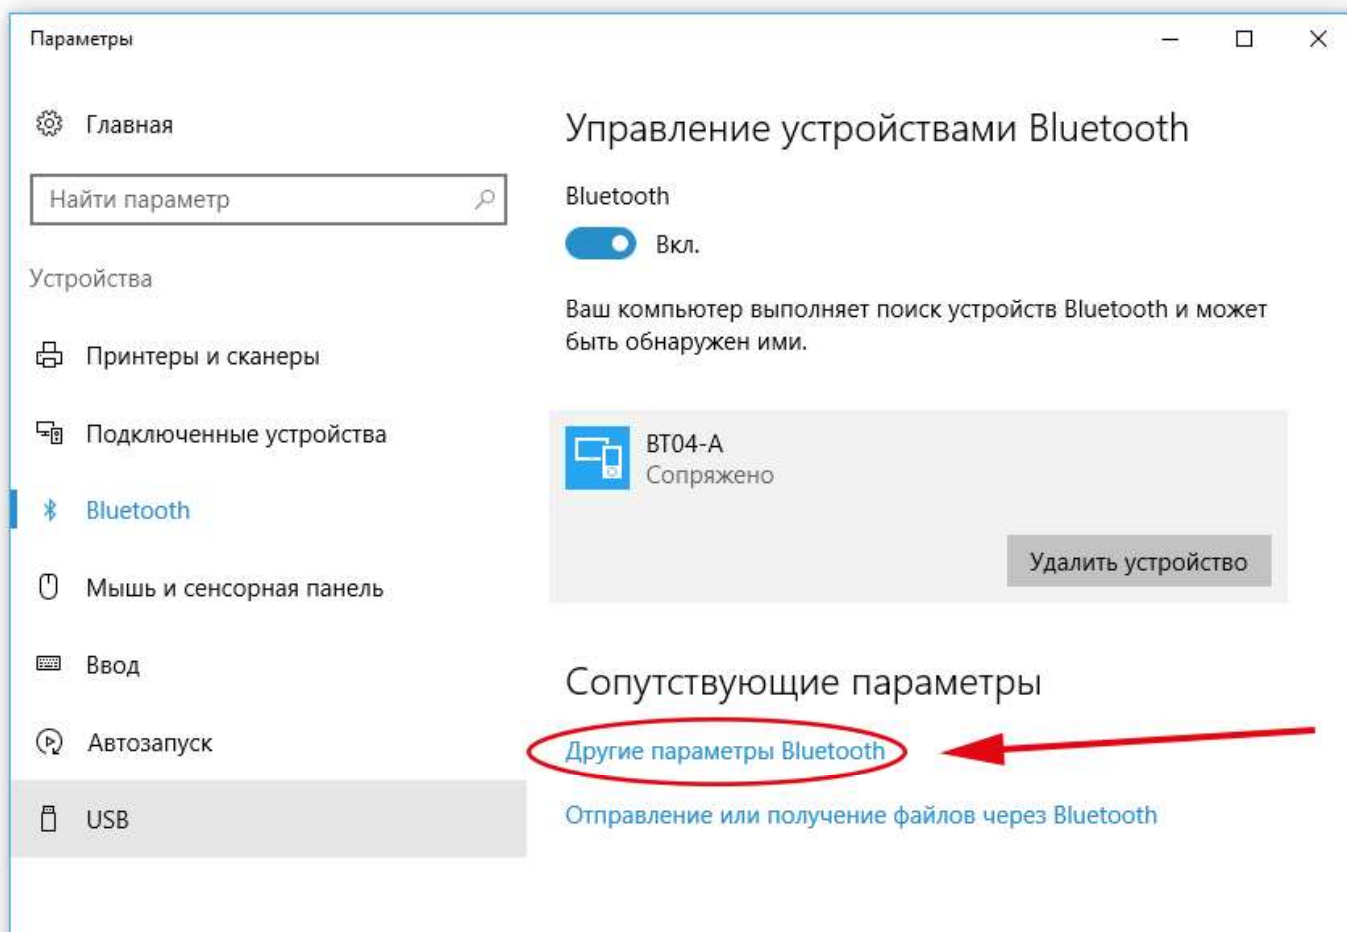 Параметры
Главная
Найти параметр
Устройства
Принтеры и сканеры
Подключенные устройства
Bluetooth
Мышь и сенсорная панель
Ввод
Автозапуск
USB
Управление устройствами Bluetooth
Bluetooth
Вкл.
Ваш компьютер выполняет поиск устройств Bluetooth и может
быть обнаружен ими.
BT04-A
Сопряжено
Удалить устройство
Сопутствующие параметры
Другие параметры Bluetooth
Отправление или получение файлов через Bluetooth